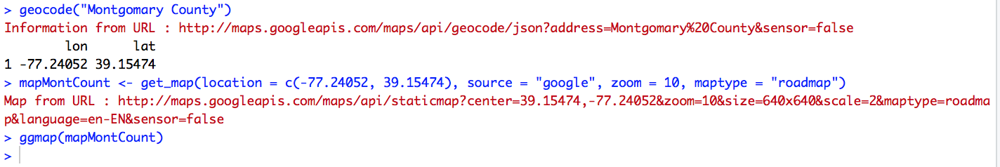 > geocode("Montgomary County")
Information from URL : http://maps.googleapis.com/maps/api/geocode/json?address=Montgomary%20County&sensor=false
        lon      lat
1 -77.24052 39.15474
> mapMontCount <- get_map(location = c(-77.24052, 39.15474), source = "google", zoom = 10, maptype = "roadmap")
Map from URL : http://maps.googleapis.com/maps/api/staticmap?center=39.15474,-77.24052&zoom=10&size=640x640&scale=2&maptype=roadma
p&language=en-EN&sensor=false
> ggmap(mapMontCount)
>